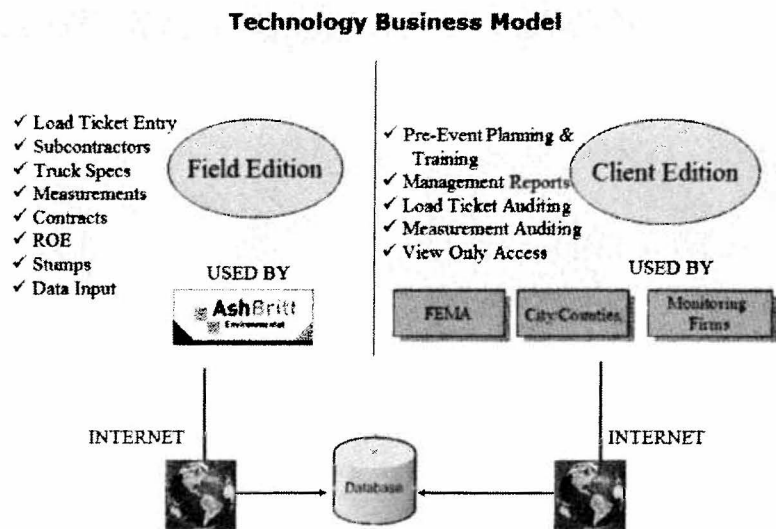 Technology Business Model
✓ Load Ticket Entry
✓ Subcontractors
✓ Truck Specs
✓ Measurements
✓ Contracts
✓ ROE
✓ Stumps
✓ Data Input
Field Edition
USED BY
AshBritt
Environmental
INTERNET
✓ Pre-Event Planning &
Training
✓ Management Reports
✓ Load Ticket Auditing
✓ Measurement Auditing
✓ View Only Access
Client Edition
USED BY
FEMA
City/Counties
Monitoring
Firms
INTERNET
Database